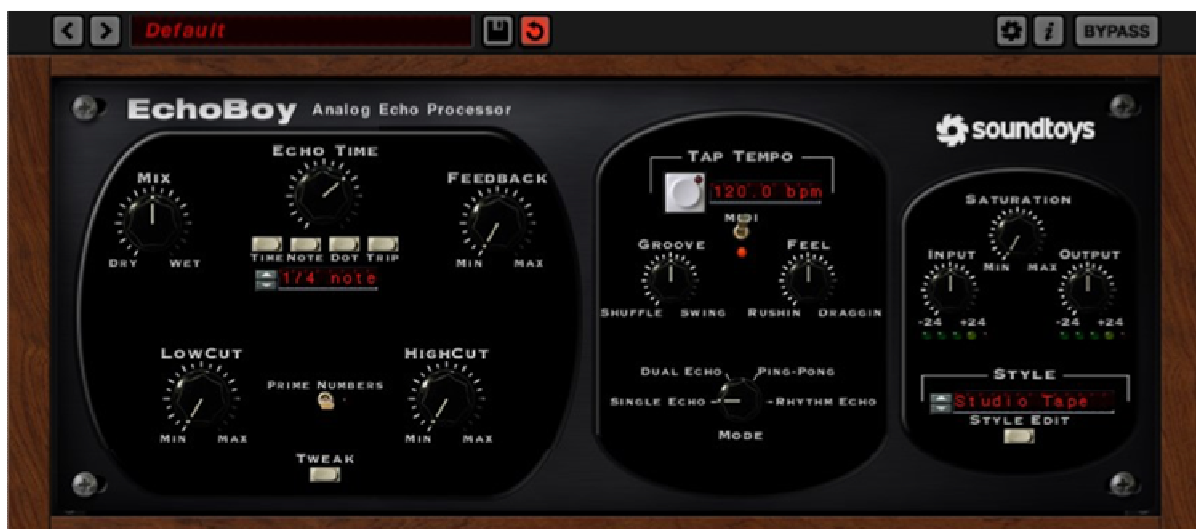 Default
i
BYPASS
EchoBoy Analog Echo Processor
soundtoys
ECHO TIME
MIX
FEEDBACK
DRY WET
TIME NOTE DOT TRIP
MIN MAX
1/4 note
LOWCUT
HIGHCUT
PRIME NUMBERS
MIN MAX
MIN MAX
TWEAK
TAP TEMPO
120.0 bpm
MIDI
GROOVE
FEEL
SHUFFLE SWING
RUSHIN DRAGGIN
DUAL ECHO
PING-PONG
SINGLE ECHO
RHYTHM ECHO
MODE
SATURATION
INPUT
MIN MAX
OUTPUT
-24 +24
-24 +24
STYLE
Studio Tape
STYLE EDIT